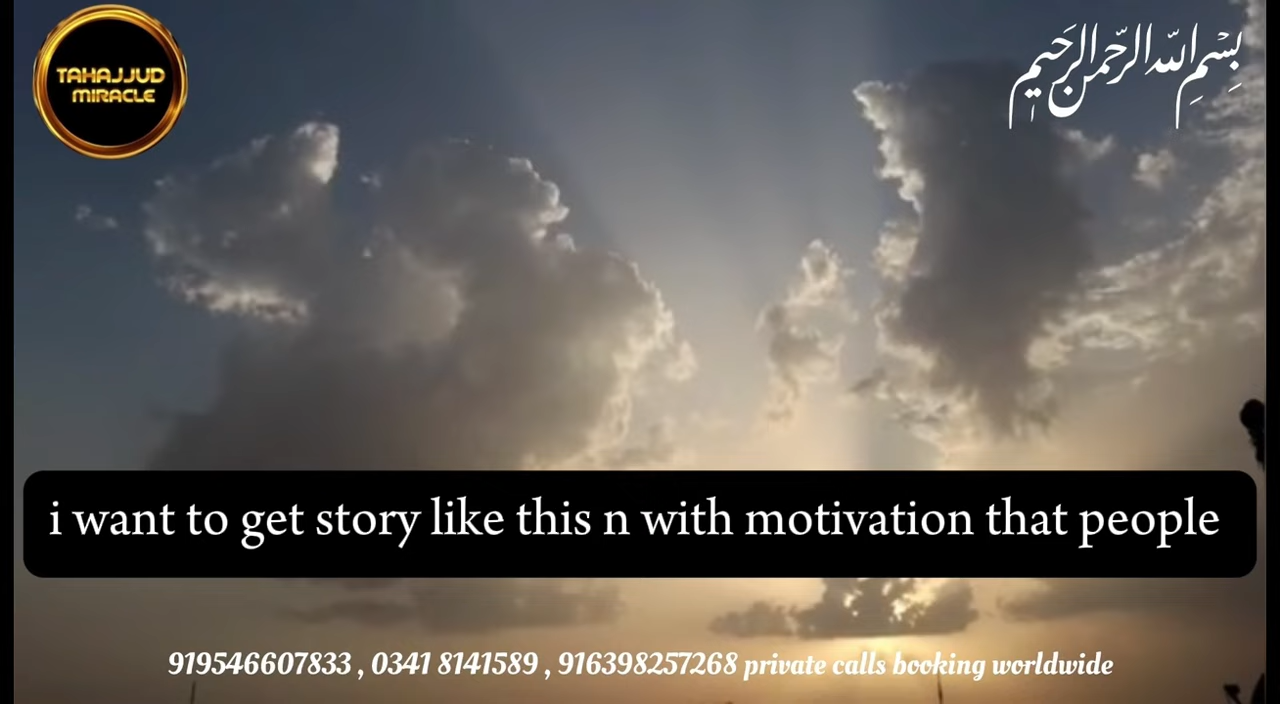 TAHAJJUD
MIRACLE
بِسْمِ اللّٰهِ الرَّحْمٰنِ الرَّحِيْمِ
i want to get story like this n with motivation that people
919546607833 , 0341 8141589 , 916398257268 private calls booking worldwide